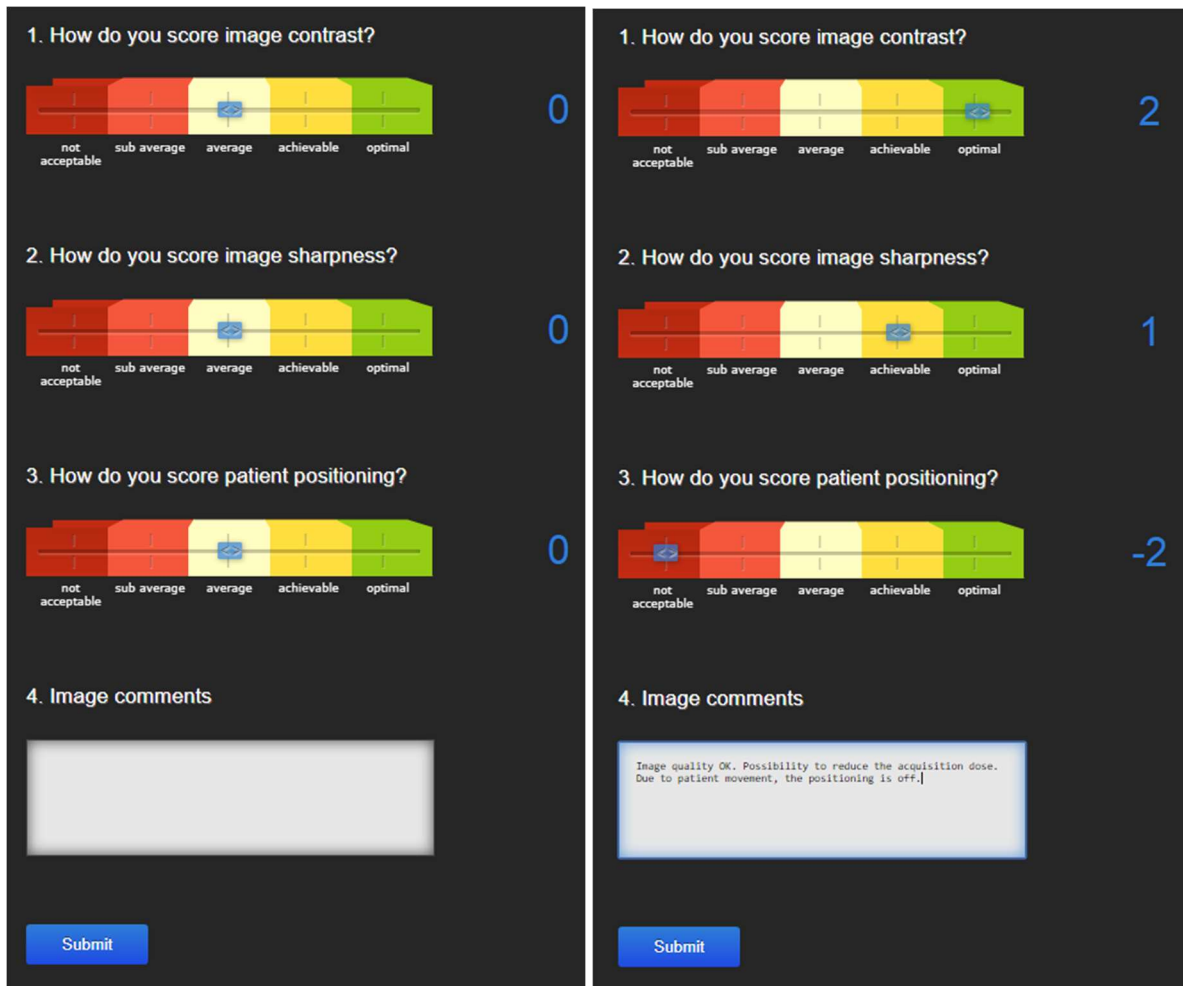 1. How do you score image contrast?
0
not acceptable sub average average achievable optimal
2. How do you score image sharpness?
0
not acceptable sub average average achievable optimal
3. How do you score patient positioning?
0
not acceptable sub average average achievable optimal
4. Image comments
Submit
1. How do you score image contrast?
2
not acceptable sub average average achievable optimal
2. How do you score image sharpness?
1
not acceptable sub average average achievable optimal
3. How do you score patient positioning?
-2
not acceptable sub average average achievable optimal
4. Image comments
Image quality OK. Possibility to reduce the acquisition dose.
Due to patient movement, the positioning is off.
Submit